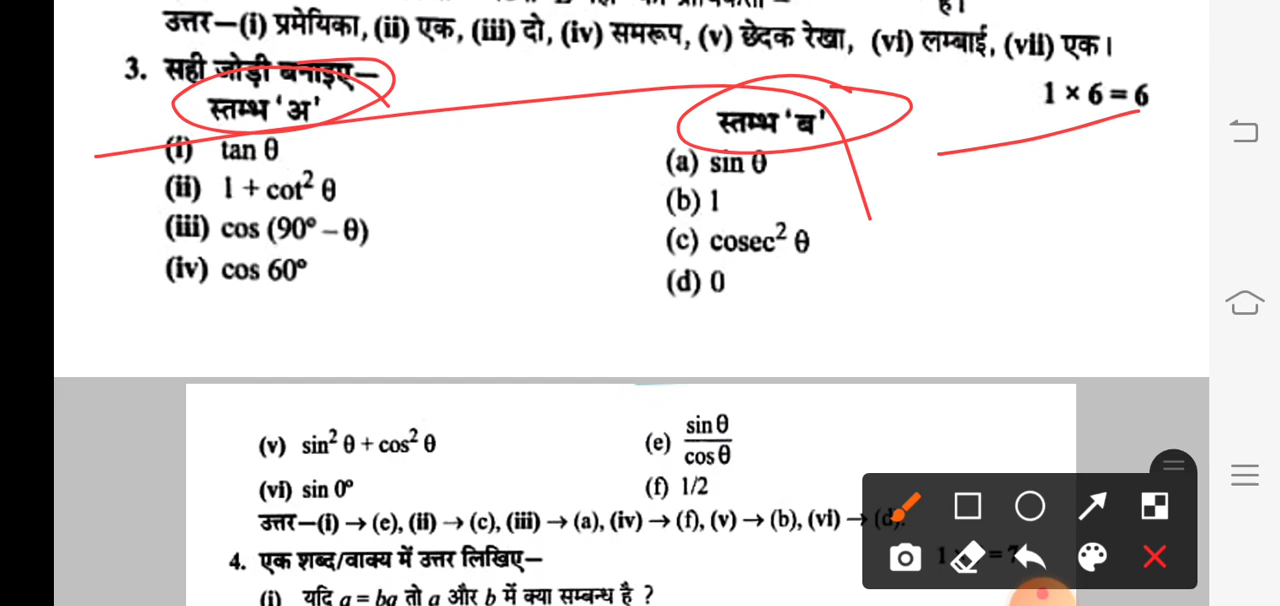 है।
उत्तर–(i) प्रमेयिका, (ii) एक, (iii) दो, (iv) समरूप, (v) छेदक रेखा, (vi) लम्बाई, (vii) एक।
3. सही जोड़ी बनाइए– 1 × 6 = 6
स्तम्भ 'अ' स्तम्भ 'ब'
(i) tan θ (a) sin θ
(ii) 1 + cot² θ (b) 1
(iii) cos (90° – θ) (c) cosec² θ
(iv) cos 60° (d) 0
(v) sin² θ + cos² θ (e) sin θ / cos θ
(vi) sin 0° (f) 1/2
उत्तर–(i) → (e), (ii) → (c), (iii) → (a), (iv) → (f), (v) → (b), (vi) → (d).
4. एक शब्द/वाक्य में उत्तर लिखिए–
(i) यदि a = bq तो a और b में क्या सम्बन्ध है ?